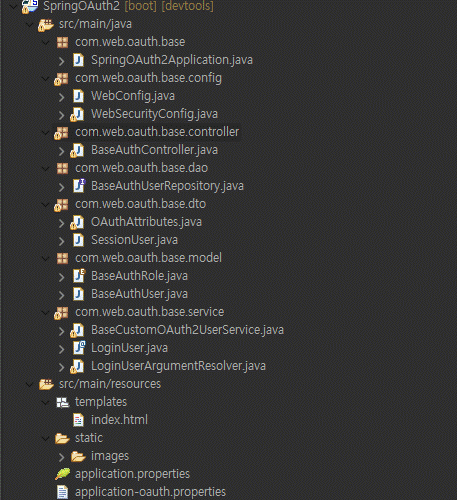 SpringOAuth2 [boot] [devtools]
src/main/java
com.web.oauth.base
SpringOAuth2Application.java
com.web.oauth.base.config
WebConfig.java
WebSecurityConfig.java
com.web.oauth.base.controller
BaseAuthController.java
com.web.oauth.base.dao
BaseAuthUserRepository.java
com.web.oauth.base.dto
OAuthAttributes.java
SessionUser.java
com.web.oauth.base.model
BaseAuthRole.java
BaseAuthUser.java
com.web.oauth.base.service
BaseCustomOAuth2UserService.java
LoginUser.java
LoginUserArgumentResolver.java
src/main/resources
templates
index.html
static
images
application.properties
application-oauth.properties